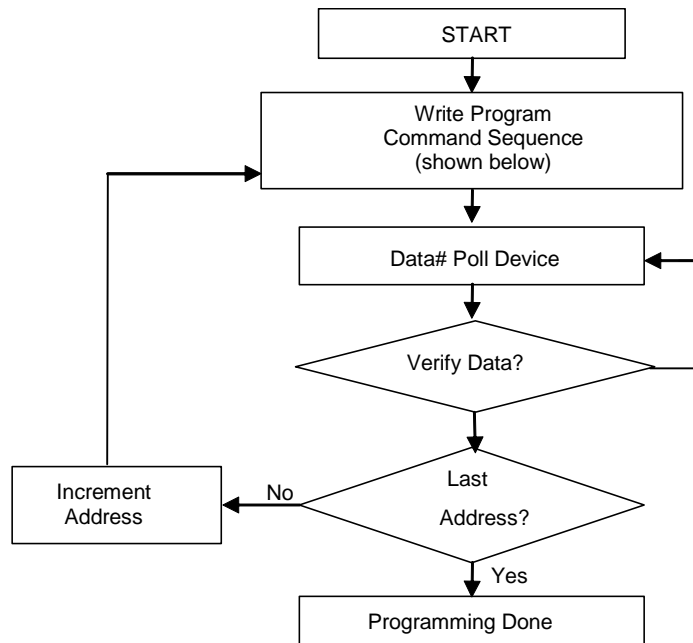 START
Write Program
Command Sequence
(shown below)
Data# Poll Device
Verify Data?
Last
Address?
No
Increment
Address
Yes
Programming Done